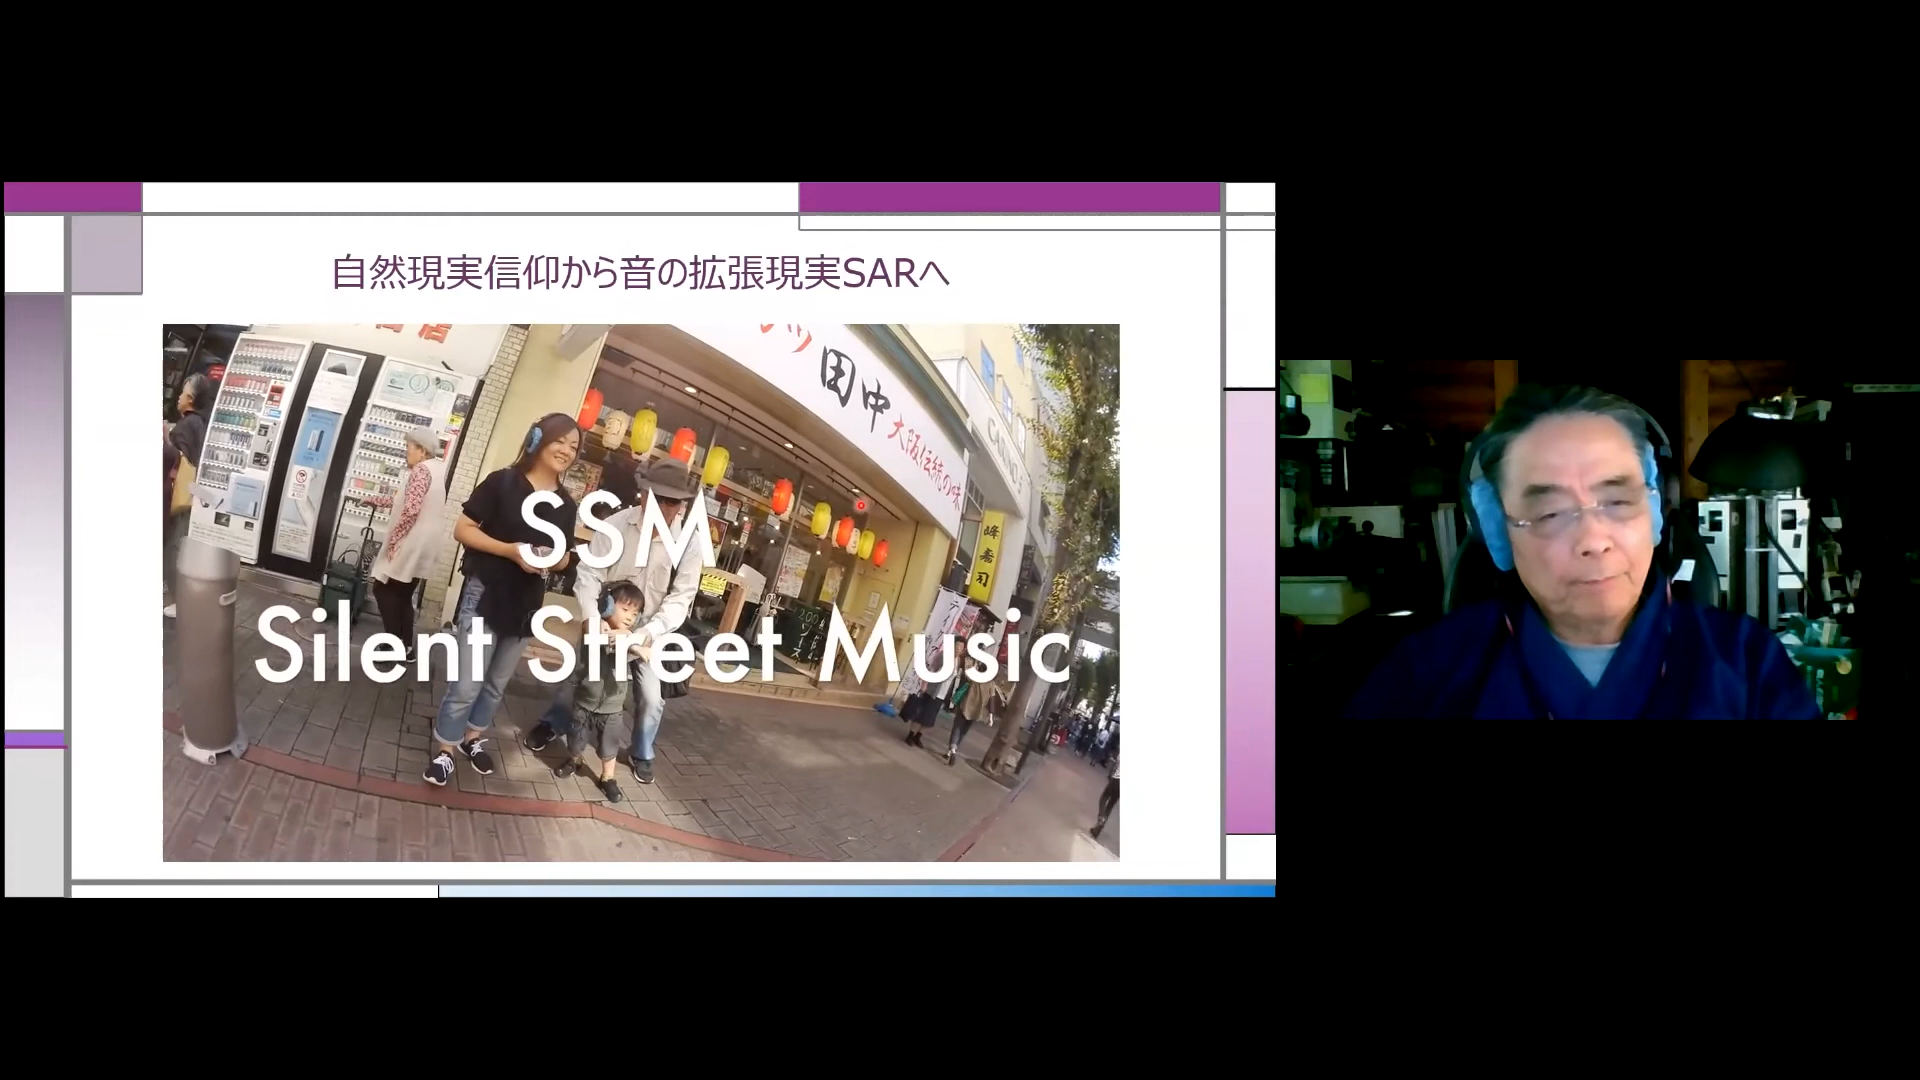 自然現実信仰から音の拡張現実SARへ
田中
大阪伝統の味
峰寿司
SSM
Silent Street Music